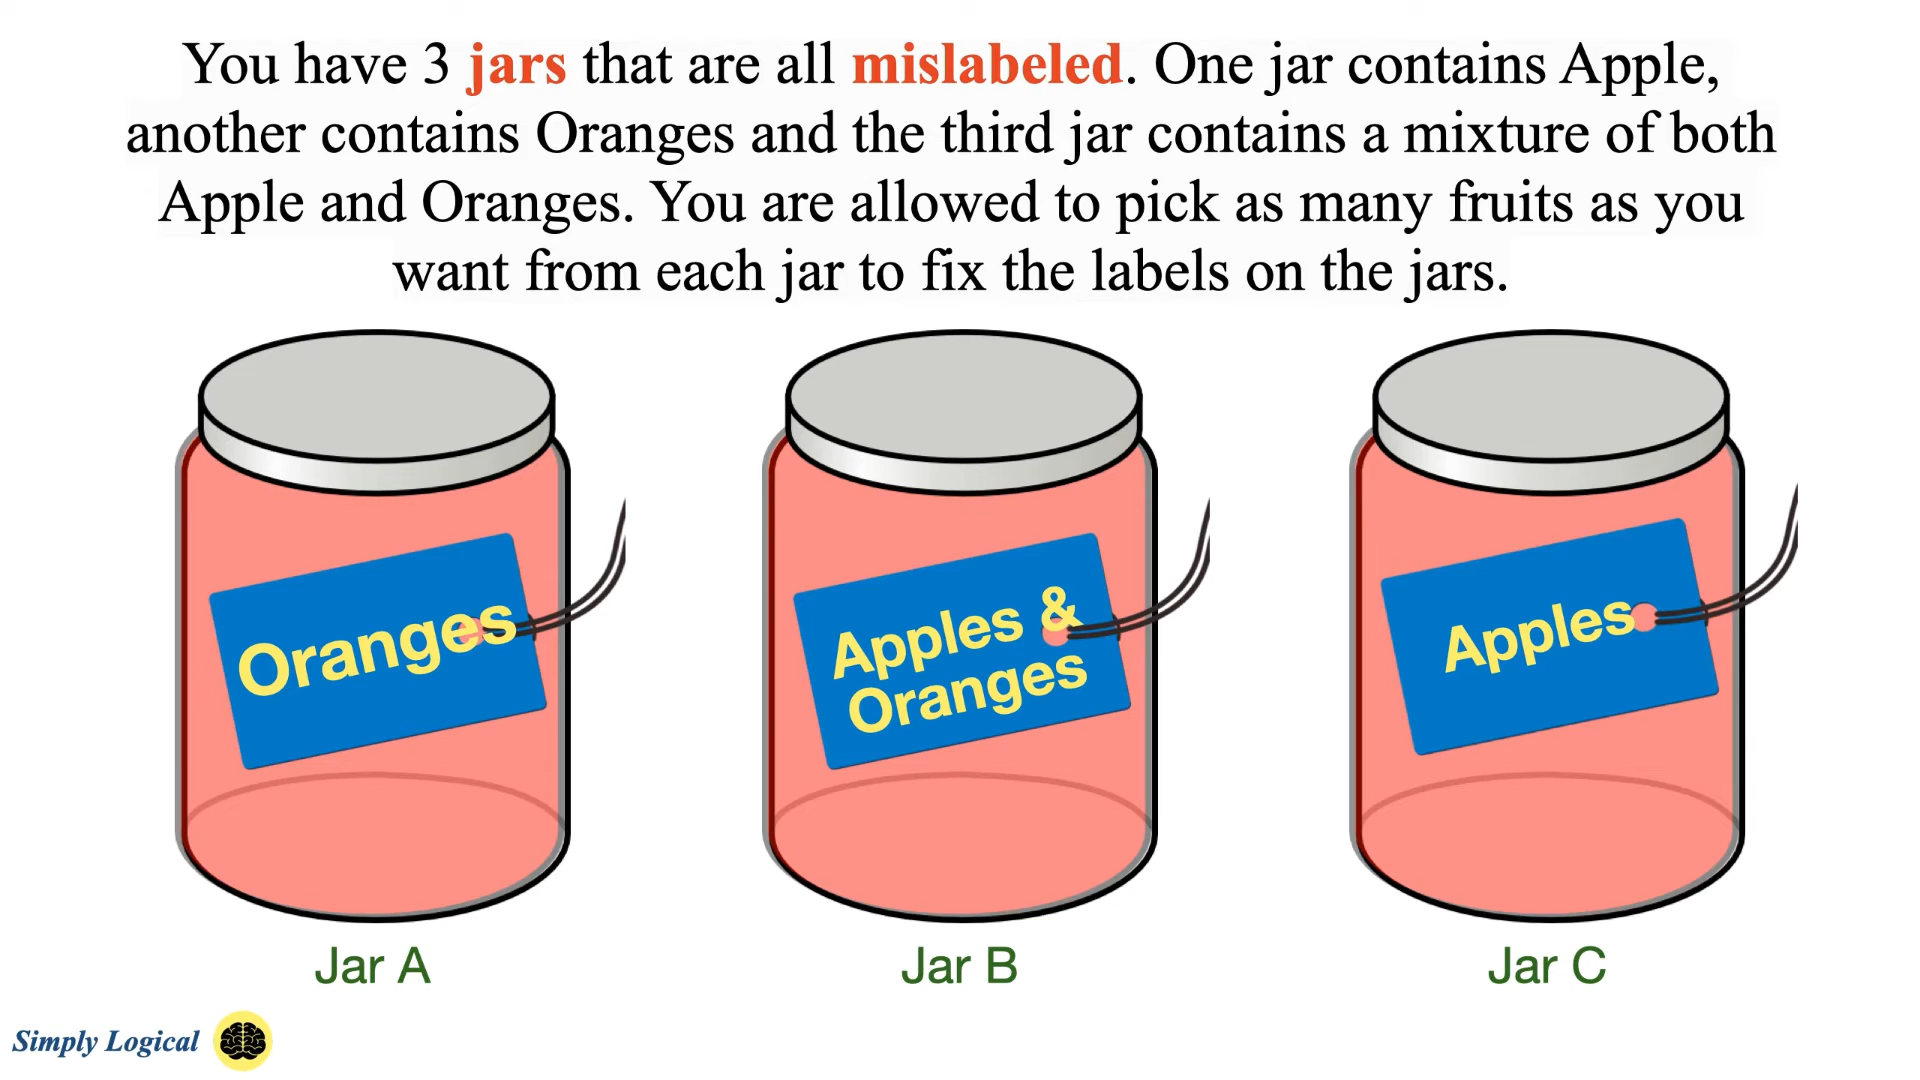 You have 3 jars that are all mislabeled. One jar contains Apple,
another contains Oranges and the third jar contains a mixture of both
Apple and Oranges. You are allowed to pick as many fruits as you
want from each jar to fix the labels on the jars.
Oranges
Apples &
Oranges
Apples
Jar A
Jar B
Jar C
Simply Logical